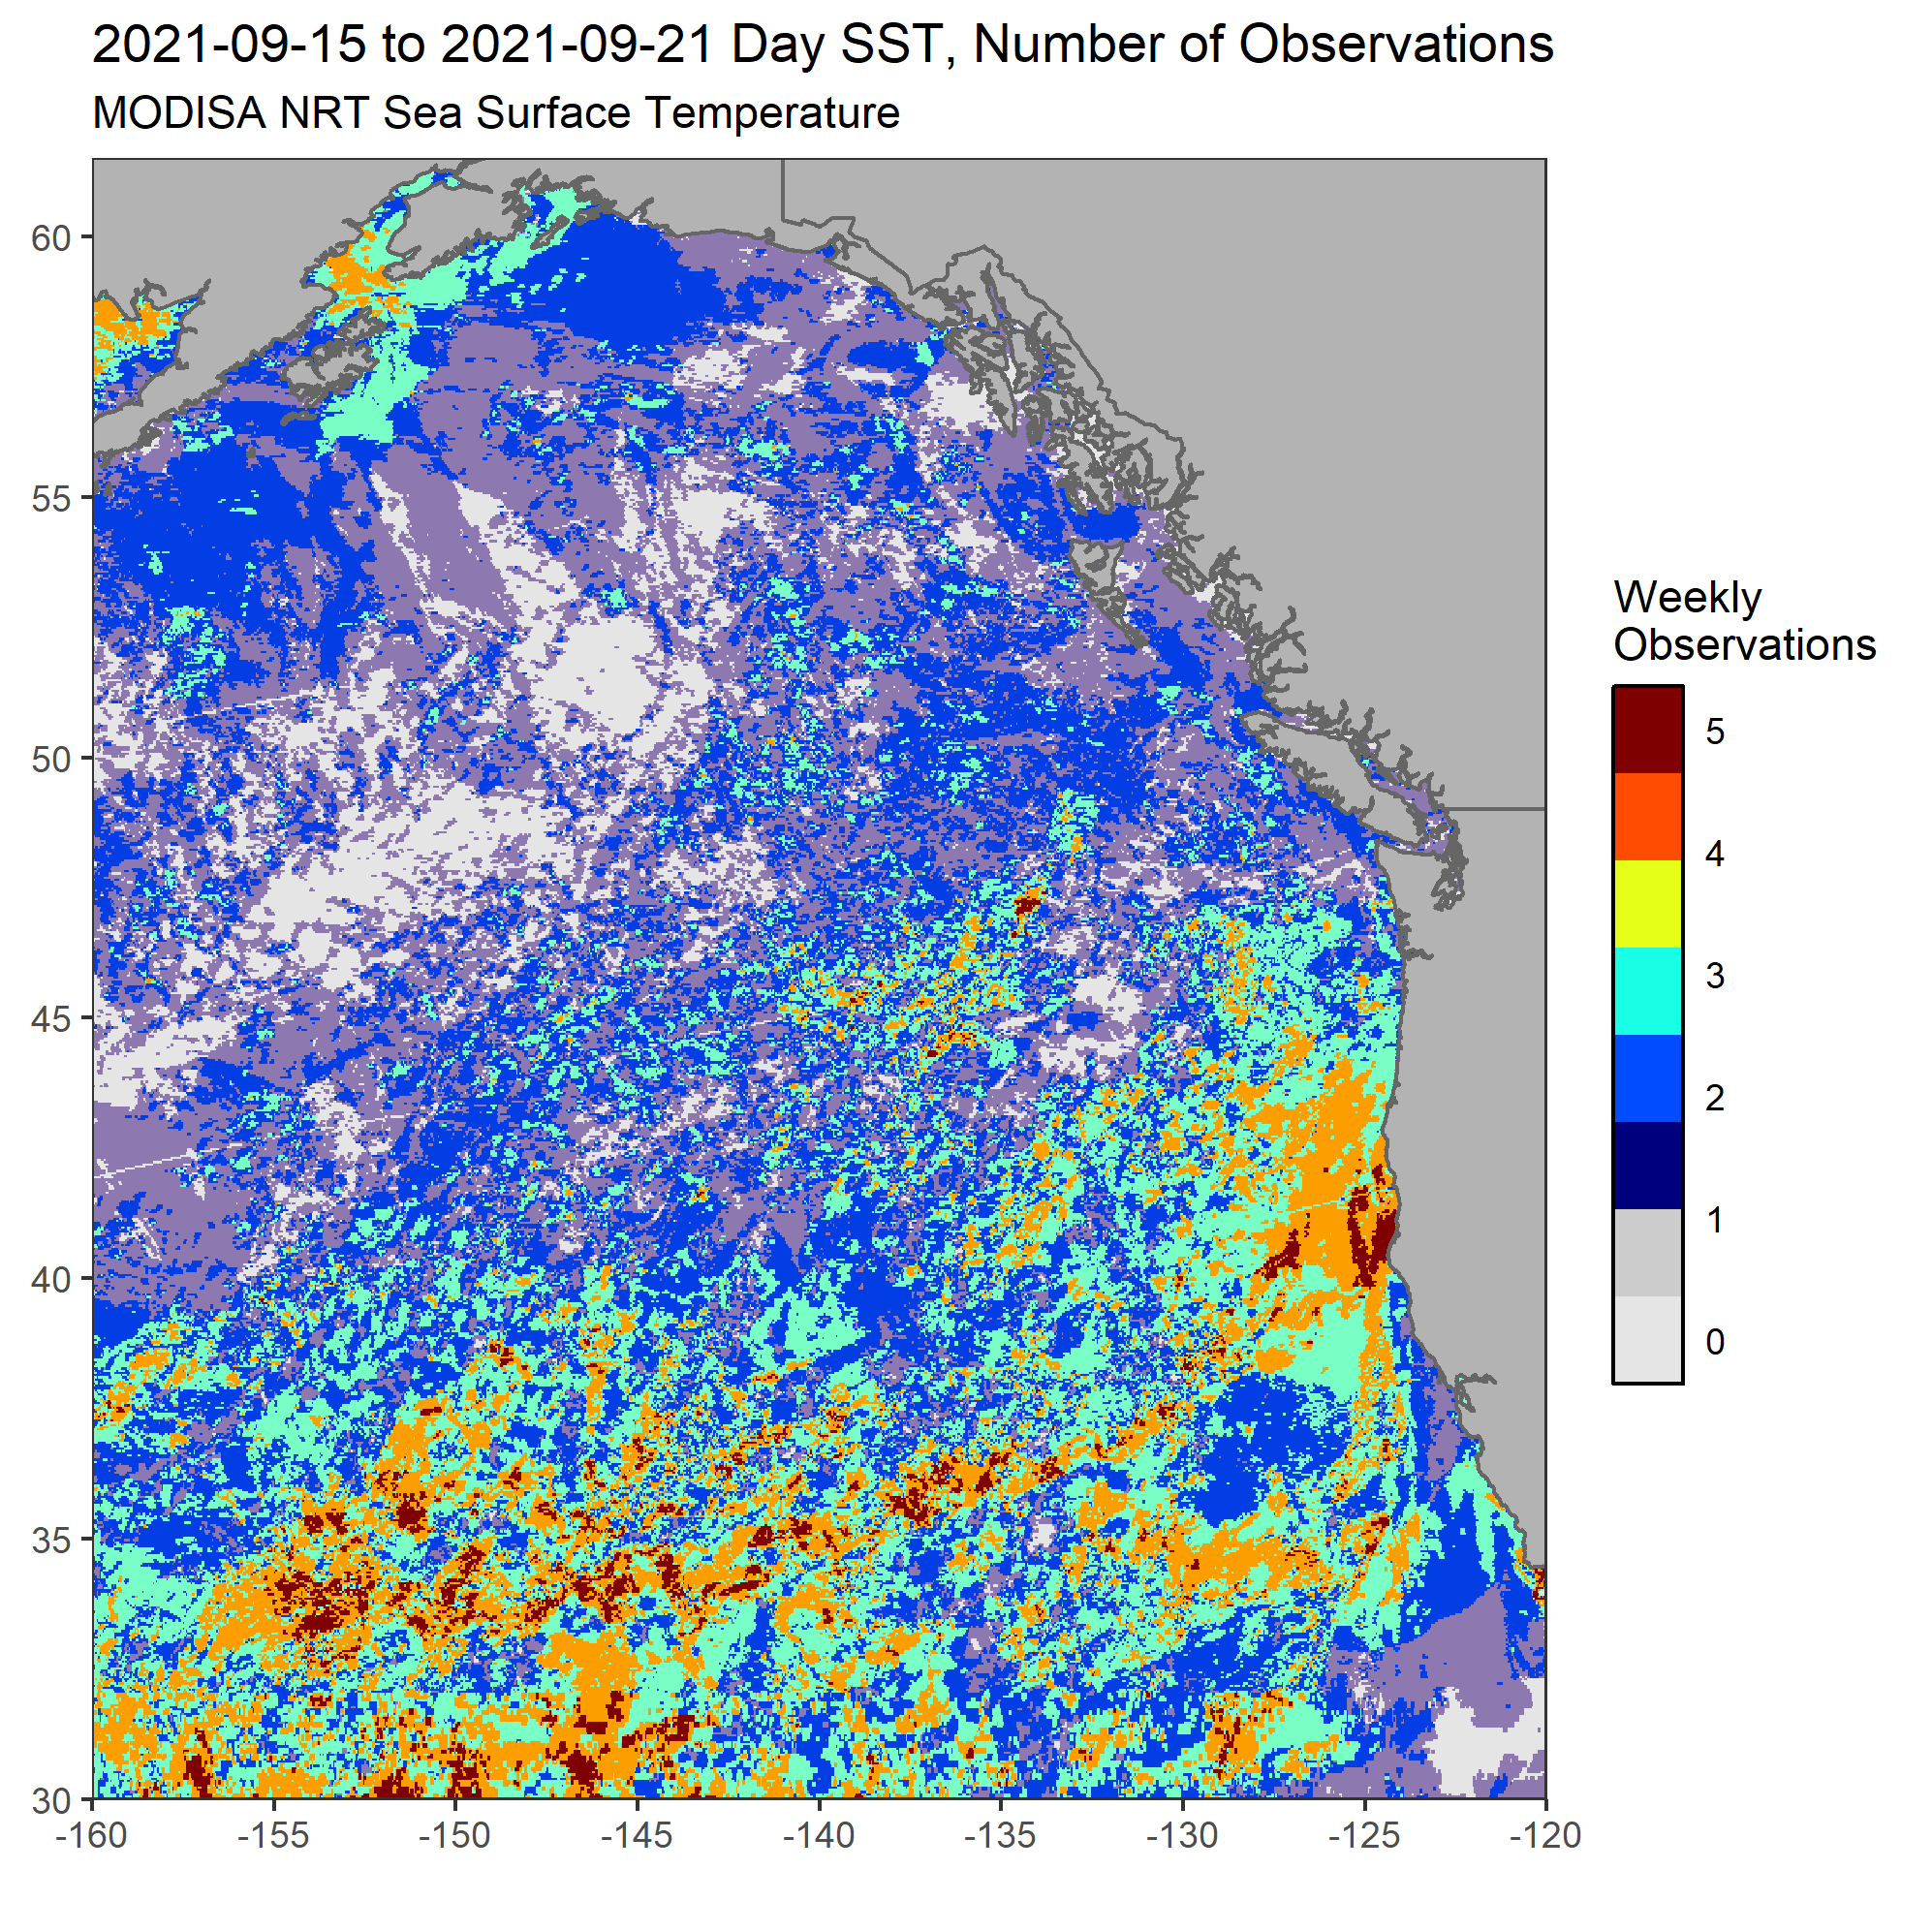 2021-09-15 to 2021-09-21 Day SST, Number of Observations
MODISA NRT Sea Surface Temperature
60
55
50
45
40
35
30
-160 -155 -150 -145 -140 -135 -130 -125 -120
Weekly
Observations
5
4
3
2
1
0